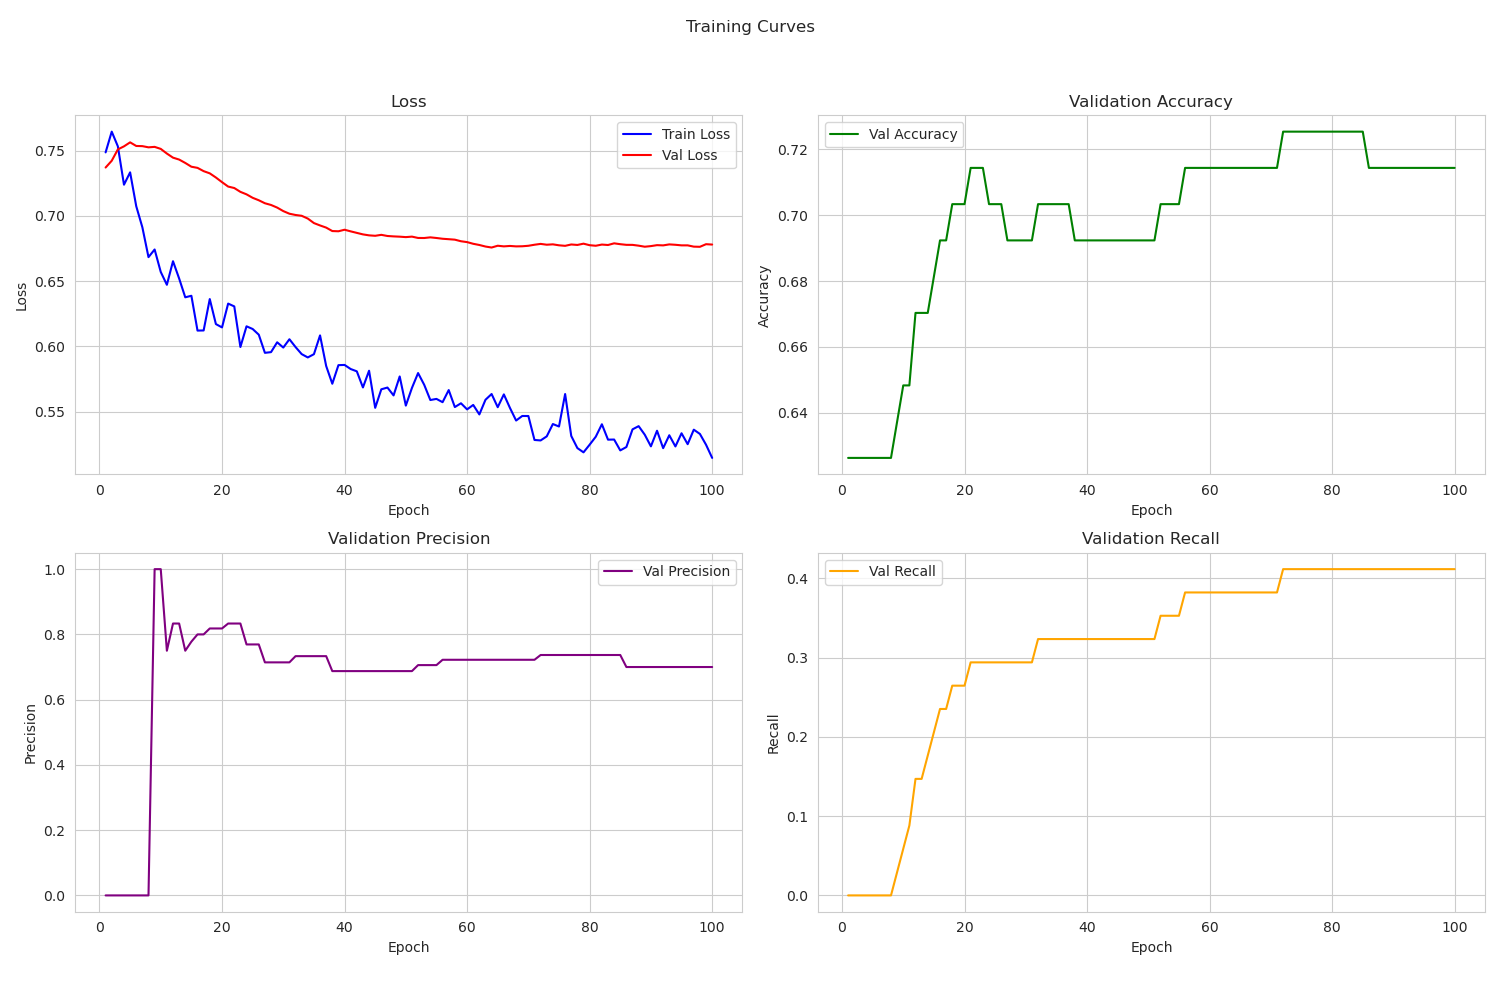 Training Curves
Loss
Train Loss
Val Loss
0.75
0.70
0.65
0.60
0.55
Loss
0 20 40 60 80 100
Epoch
Validation Accuracy
Val Accuracy
0.72
0.70
0.68
0.66
0.64
Accuracy
0 20 40 60 80 100
Epoch
Validation Precision
Val Precision
1.0
0.8
0.6
0.4
0.2
0.0
Precision
0 20 40 60 80 100
Epoch
Validation Recall
Val Recall
0.4
0.3
0.2
0.1
0.0
Recall
0 20 40 60 80 100
Epoch